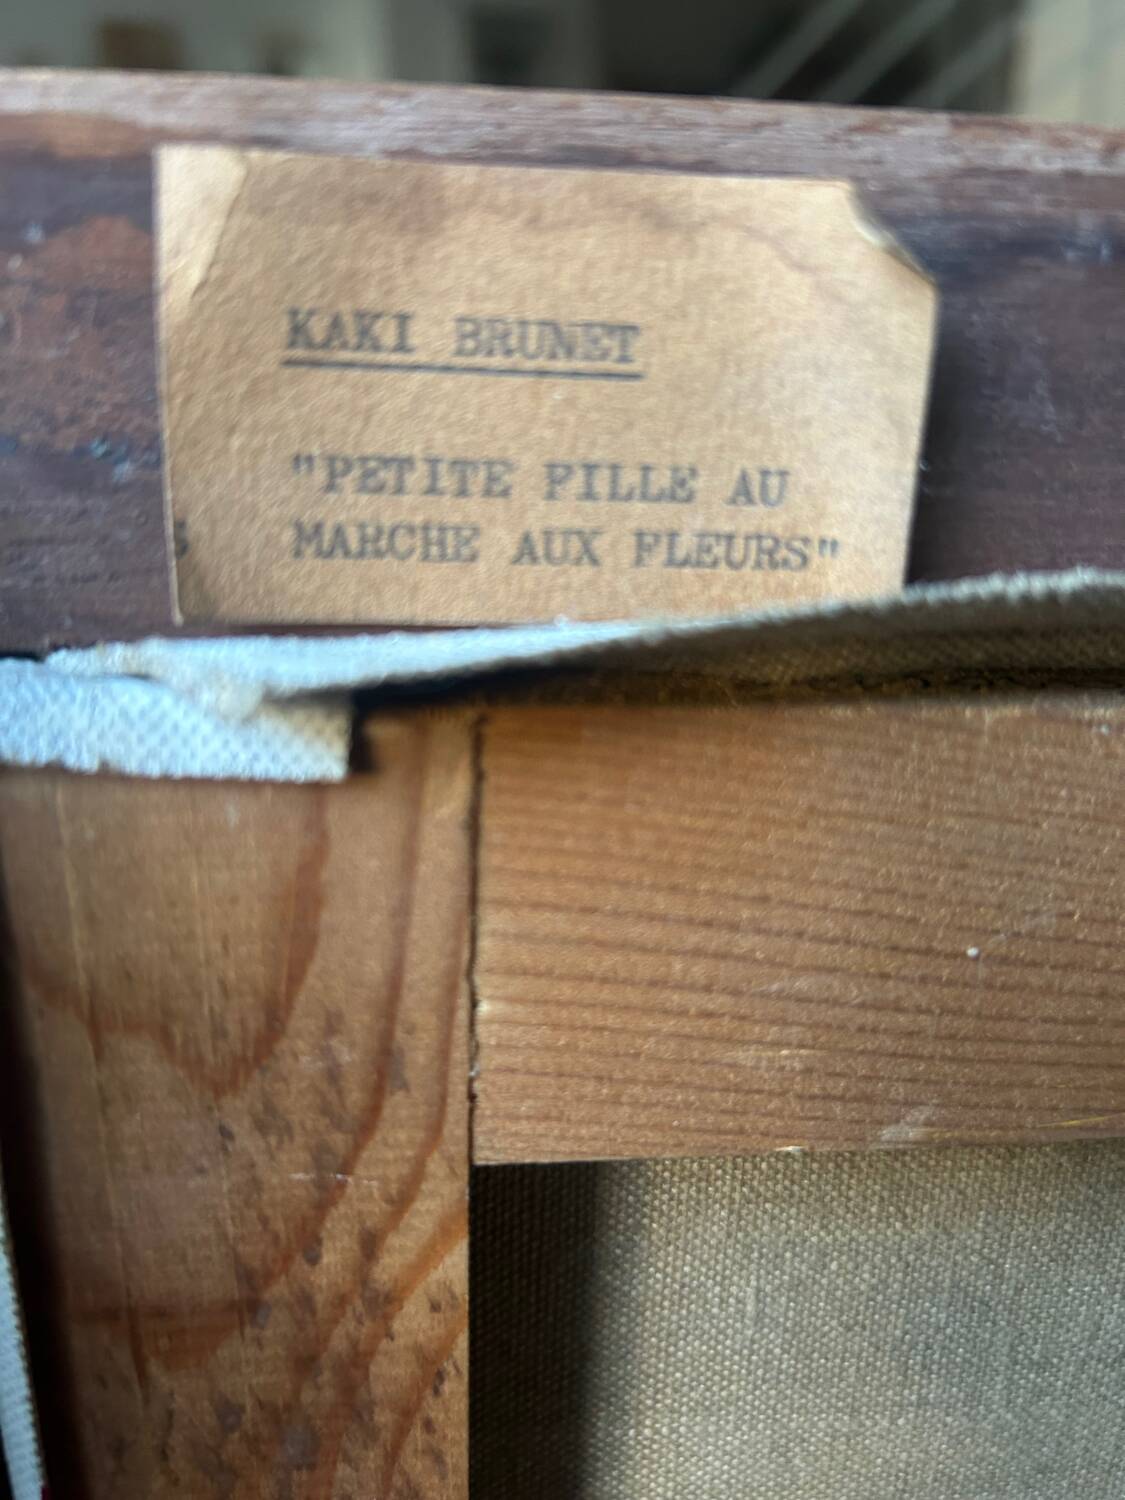 KAKI BRUNET
"PETITE FILLE AU
MARCHE AUX FLEURS"